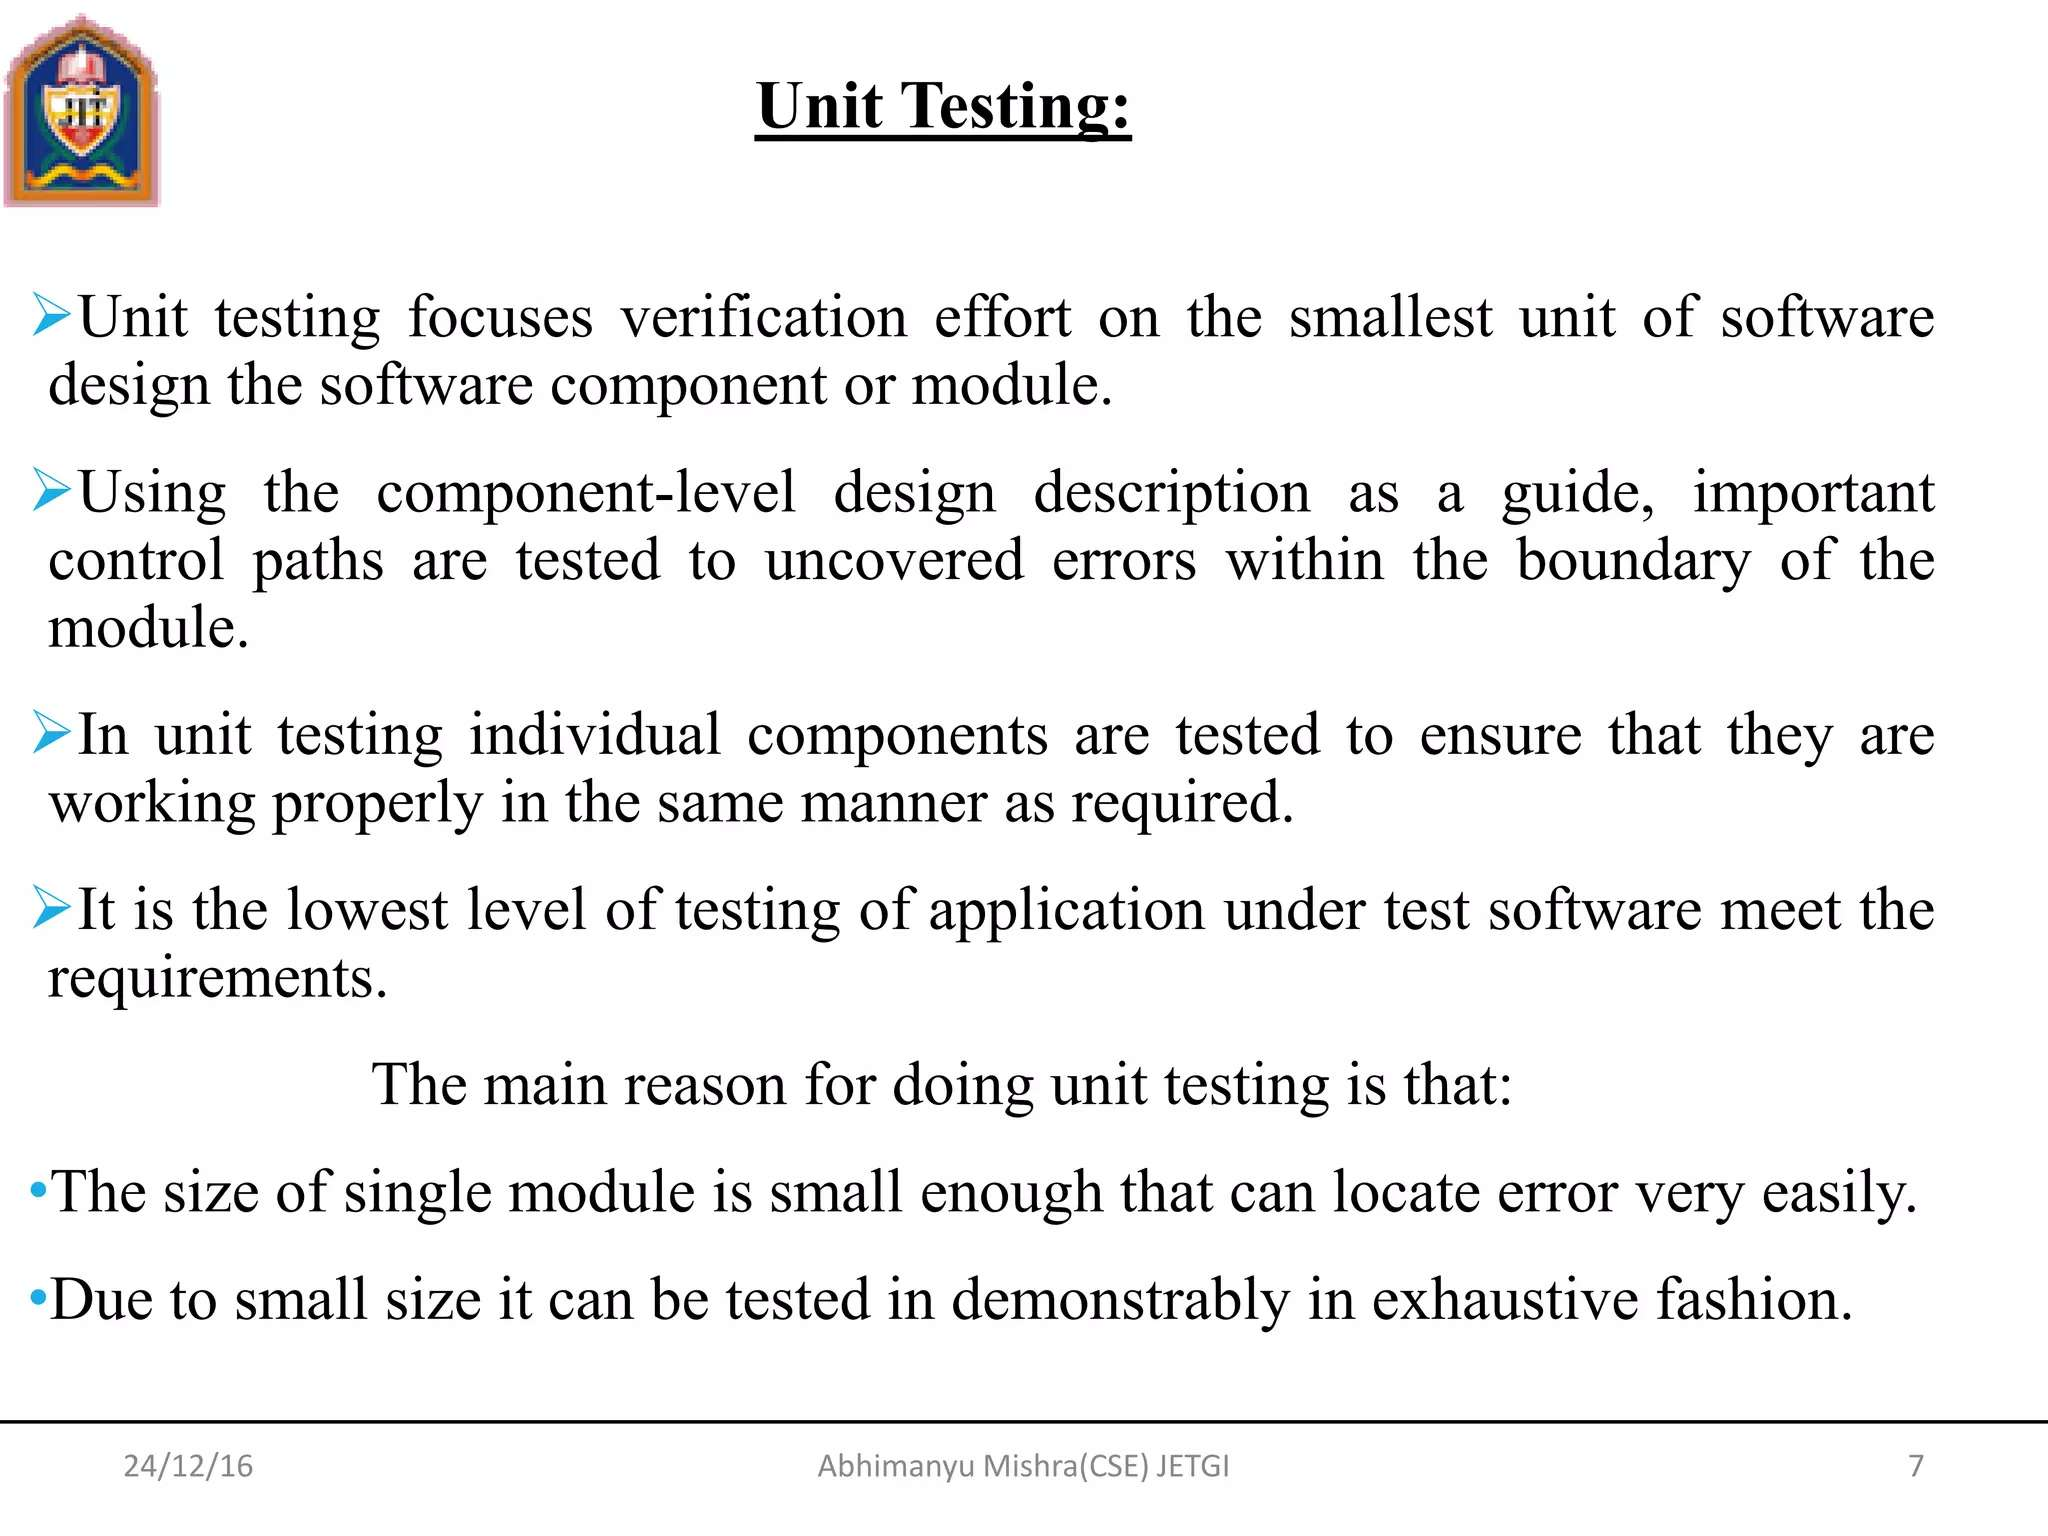 JIT
Unit Testing:
➢Unit testing focuses verification effort on the smallest unit of software
design the software component or module.
➢Using the component-level design description as a guide, important
control paths are tested to uncovered errors within the boundary of the
module.
➢In unit testing individual components are tested to ensure that they are
working properly in the same manner as required.
➢It is the lowest level of testing of application under test software meet the
requirements.
The main reason for doing unit testing is that:
•The size of single module is small enough that can locate error very easily.
•Due to small size it can be tested in demonstrably in exhaustive fashion.
24/12/16
Abhimanyu Mishra(CSE) JETGI
7